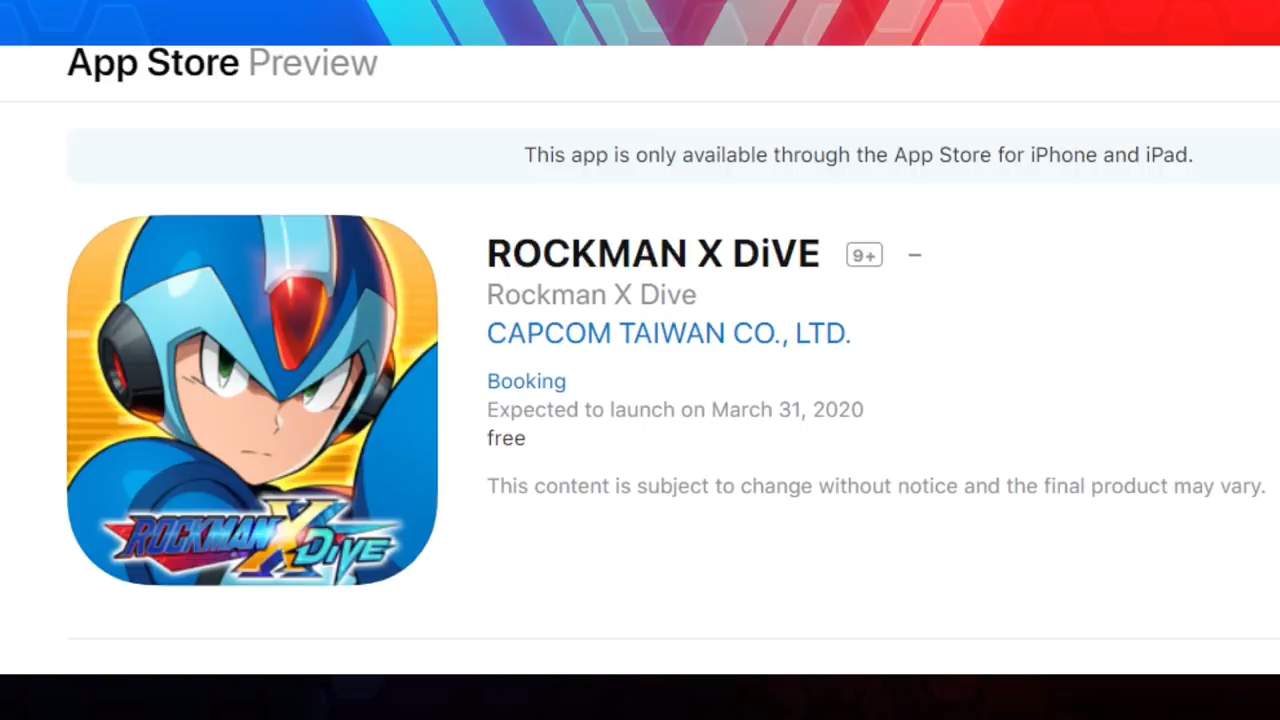 App Store Preview
This app is only available through the App Store for iPhone and iPad.
ROCKMAN X DiVE 9+ –
Rockman X Dive
CAPCOM TAIWAN CO., LTD.
Booking
Expected to launch on March 31, 2020
free
This content is subject to change without notice and the final product may vary.
ROCKMAN X DiVE